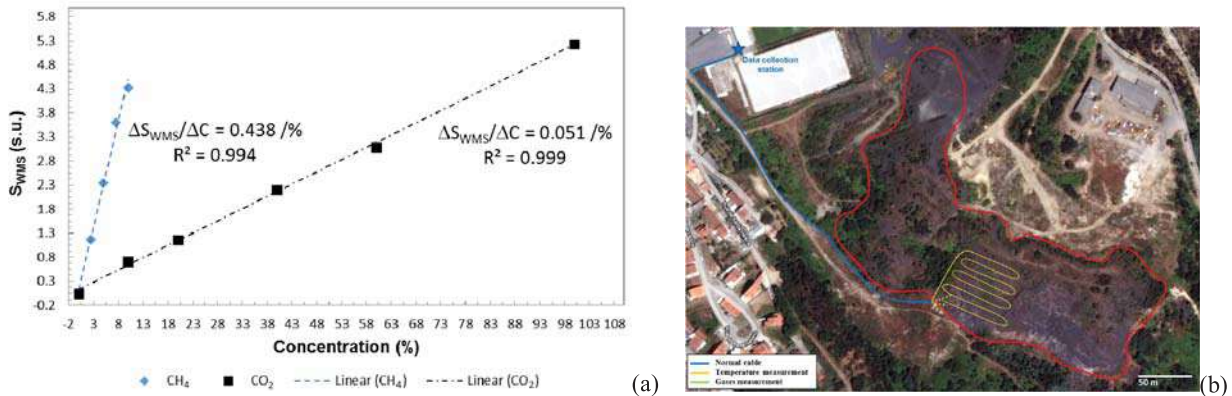 5.8
5.3
4.8
4.3
3.8
3.3
2.8
2.3
1.8
1.3
0.8
0.3
-0.2
S_WMS (s.u.)
ΔS_WMS/ΔC = 0.438 /%
R² = 0.994
ΔS_WMS/ΔC = 0.051 /%
R² = 0.999
-2 3 8 13 18 23 28 33 38 43 48 53 58 63 68 73 78 83 88 93 98 103 108
Concentration (%)
CH₄ CO₂ Linear (CH₄) Linear (CO₂)
(a)
Data collection
station
Normal cable
Temperature measurement
Gases measurement
50 m
(b)